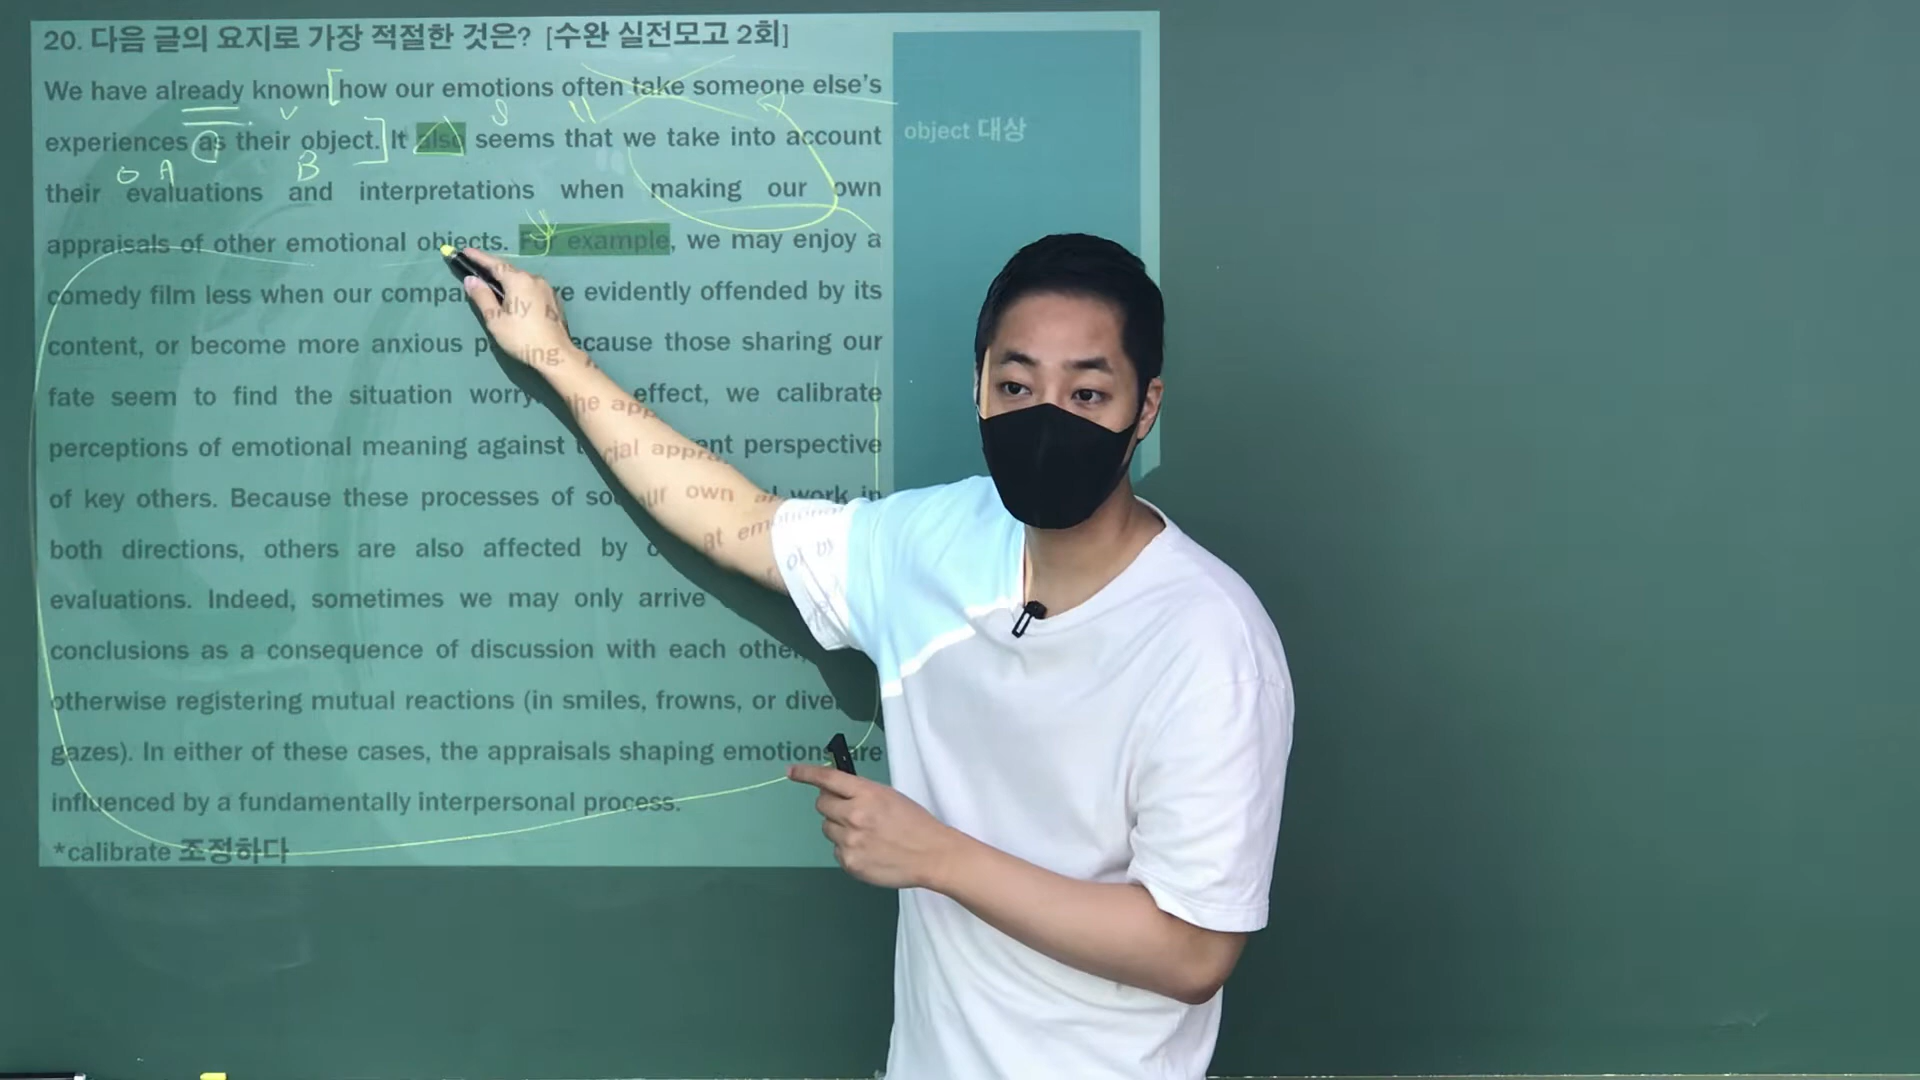 20. 다음 글의 요지로 가장 적절한 것은? [수완 실전모고 2회]
We have already known how our emotions often take someone else's
experiences as their object. It also seems that we take into account
their evaluations and interpretations when making our own
appraisals of other emotional objects. For example, we may enjoy a
comedy film less when our are evidently offended by its
content, or become more anxious because those sharing our
fate seem to find the situation effect, we calibrate
perceptions of emotional meaning against perspective
of key others. Because these processes of work in
both directions, others are also affected by
evaluations. Indeed, sometimes we may only arrive
conclusions as a consequence of discussion with each other,
otherwise registering mutual reactions (in smiles, frowns, or
gazes). In either of these cases, the appraisals shaping emotions are
influenced by a fundamentally interpersonal process.
*calibrate 조정하다
object 대상
V
S
O
A
B